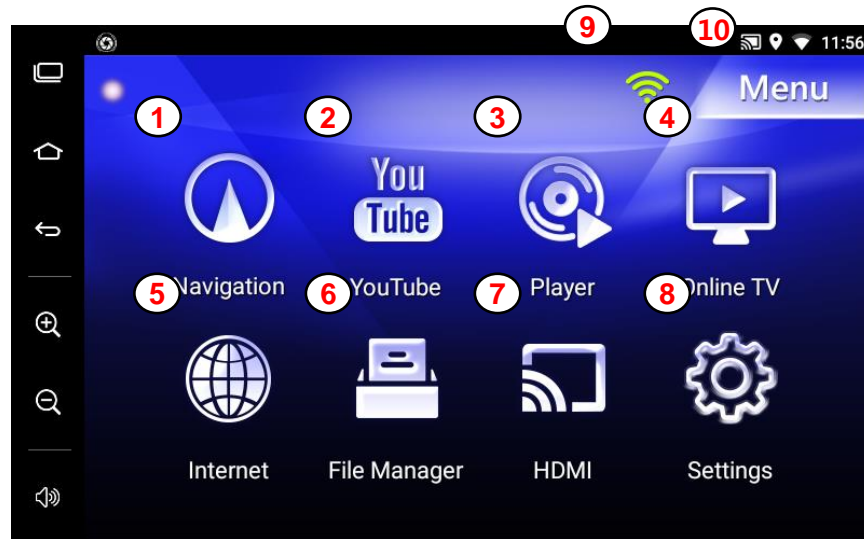 9 10 11:56
Menu
1 2 3 4
You
Tube
Navigation YouTube Player Online TV
5 6 7 8
Internet File Manager HDMI Settings